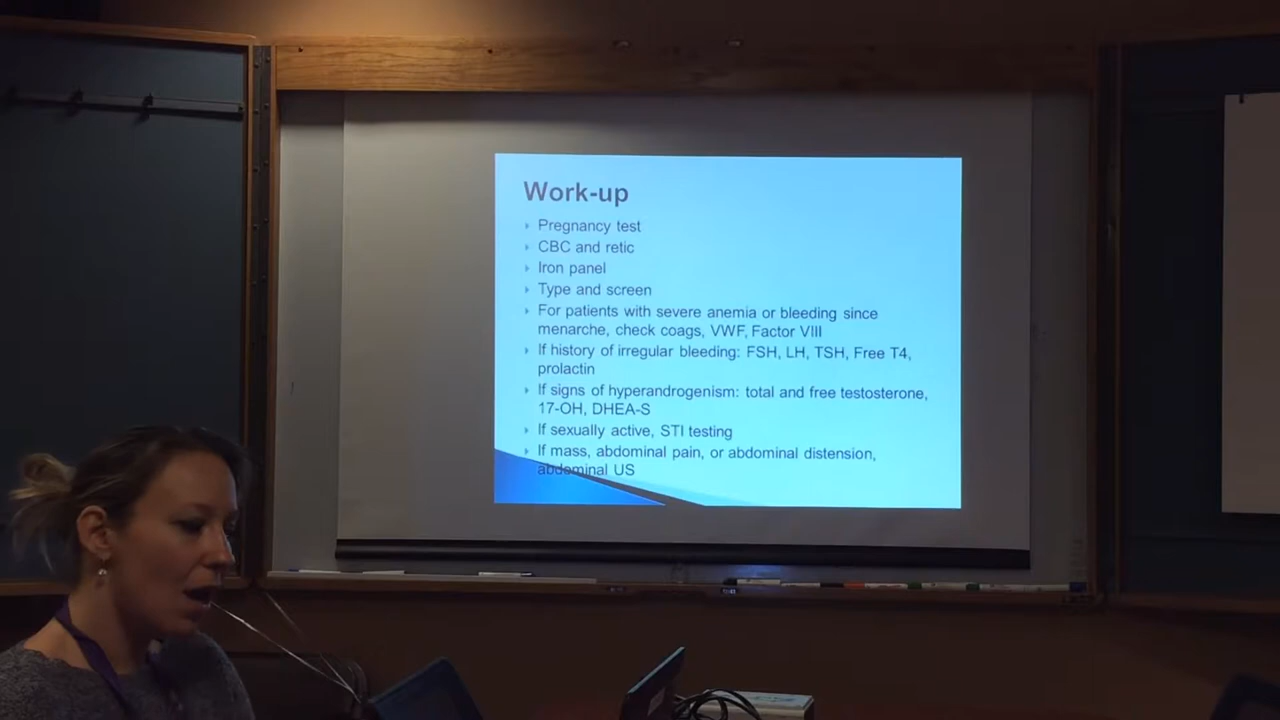 Work-up
Pregnancy test
CBC and retic
Iron panel
Type and screen
For patients with severe anemia or bleeding since
menarche, check coags, VWF, Factor VIII
If history of irregular bleeding: FSH, LH, TSH, Free T4,
prolactin
If signs of hyperandrogenism: total and free testosterone,
17-OH, DHEA-S
If sexually active, STI testing
If mass, abdominal pain, or abdominal distension,
abdominal US